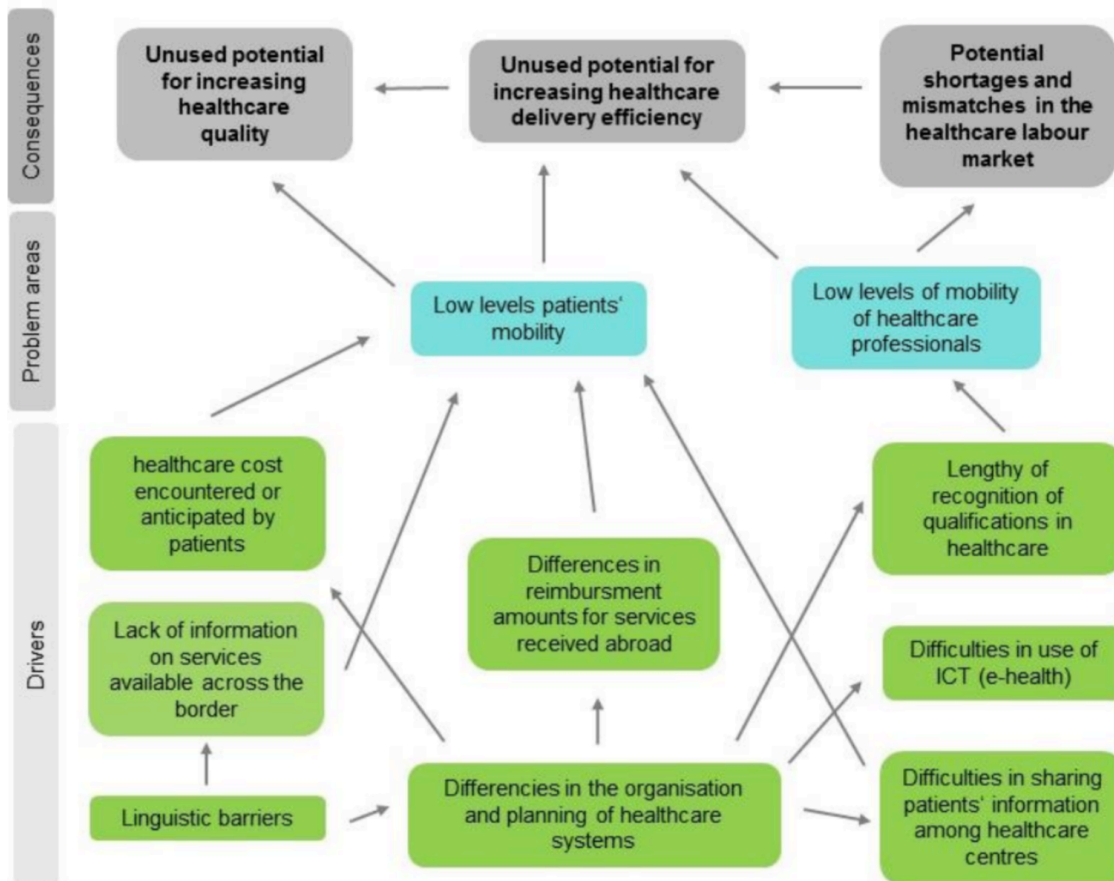 Consequences
Unused potential
for increasing
healthcare
quality
Unused potential for
increasing healthcare
delivery efficiency
Potential
shortages and
mismatches in the
healthcare labour
market
Problem areas
Low levels patients‘
mobility
Low levels of mobility
of healthcare
professionals
Drivers
healthcare cost
encountered or
anticipated by
patients
Lengthy of
recognition of
qualifications in
healthcare
Differences in
reimbursment
amounts for services
received abroad
Lack of information
on services
available across the
border
Difficulties in use of
ICT (e-health)
Linguistic barriers
Differencies in the organisation
and planning of healthcare
systems
Difficulties in sharing
patients‘ information
among healthcare
centres